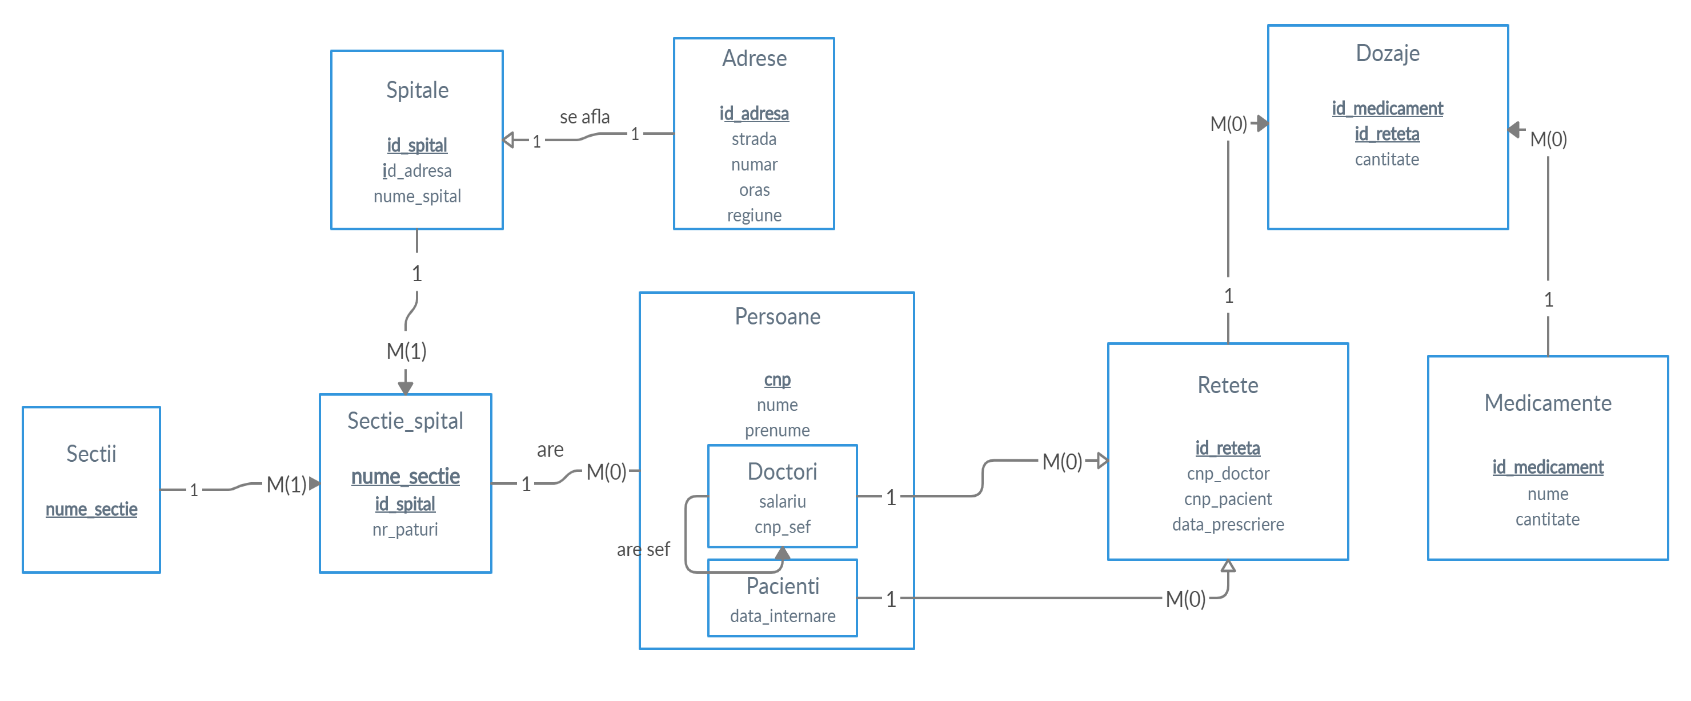 Spitale
id_spital
id_adresa
nume_spital
1
se afla
1
Adrese
id_adresa
strada
numar
oras
regiune
Dozaje
id_medicament
id_reteta
cantitate
M(0)
M(0)
1
M(1)
1
1
Sectii
nume_sectie
1
M(1)
Sectie_spital
nume_sectie
id_spital
nr_paturi
are
1
M(0)
Persoane
cnp
nume
prenume
Doctori
salariu
cnp_sef
are sef
Pacienti
data_internare
1
M(0)
1
M(0)
Retete
id_reteta
cnp_doctor
cnp_pacient
data_prescriere
Medicamente
id_medicament
nume
cantitate